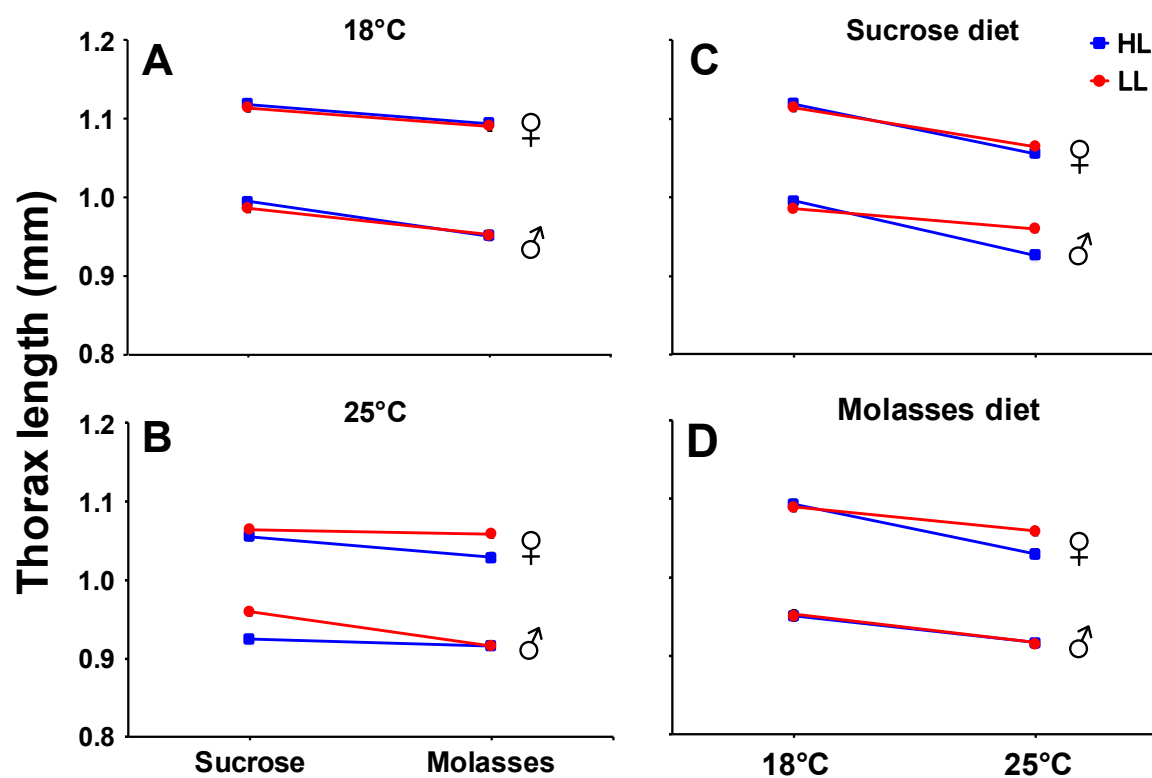 Thorax length (mm)
A
18°C
1.2
1.1
1.0
0.9
0.8
♀
♂
C
Sucrose diet
HL
LL
♀
♂
B
25°C
1.2
1.1
1.0
0.9
0.8
♀
♂
Sucrose
Molasses
D
Molasses diet
♀
♂
18°C
25°C